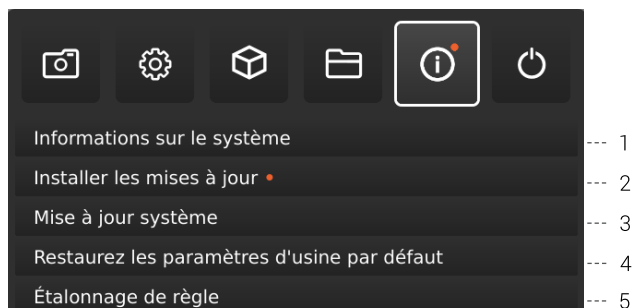 Informations sur le système --- 1
Installer les mises à jour • --- 2
Mise à jour système --- 3
Restaurez les paramètres d'usine par défaut --- 4
Étalonnage de règle --- 5